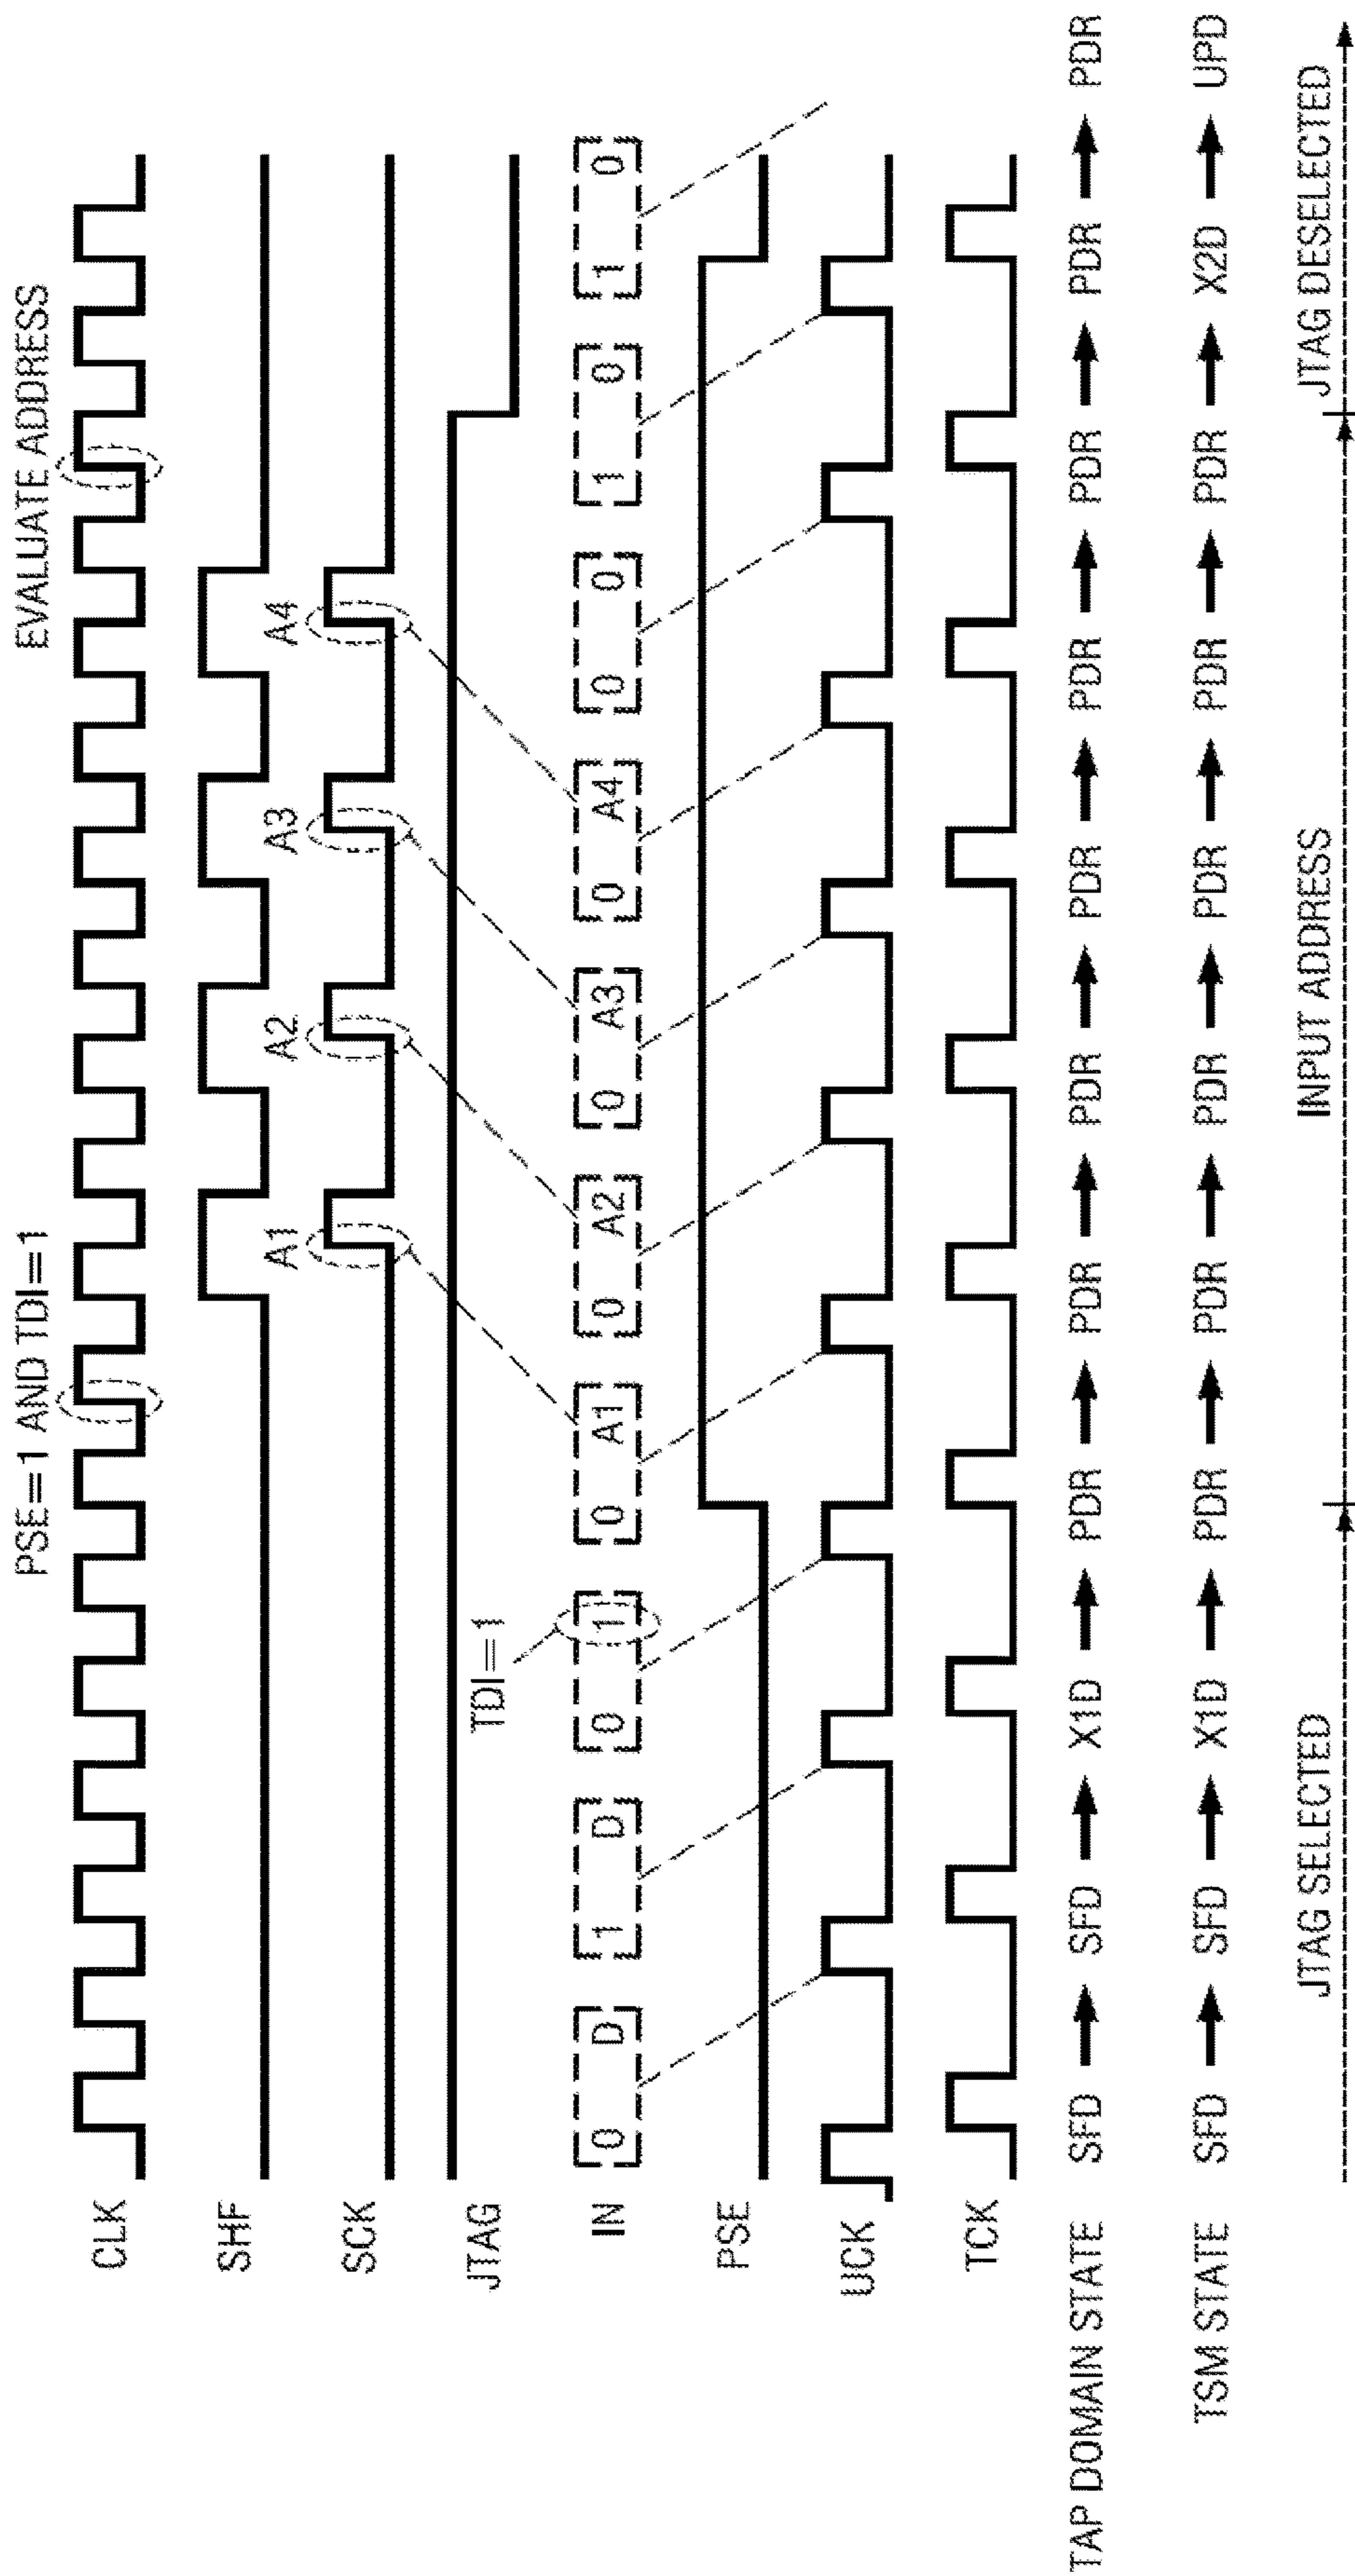 PSE=1 AND TDI=1 EVALUATE ADDRESS
CLK
SHF
A1 A2 A3 A4
SCK
JTAG
TDI=1
IN 0 D 1 D 0 1 0 A1 0 A2 0 A3 0 A4 0 0 1 0 1 0
PSE
UCK
TCK
TAP DOMAIN STATE SFD SFD X1D PDR PDR PDR PDR PDR PDR PDR PDR
TSM STATE SFD SFD X1D PDR PDR PDR PDR PDR PDR X2D UPD
JTAG SELECTED INPUT ADDRESS JTAG DESELECTED